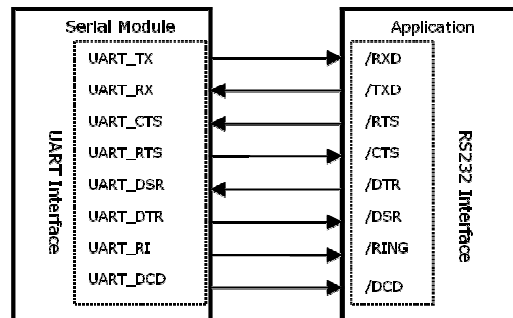 Serial Module
Application
UART_TX
/RXD
UART_RX
/TXD
UART_CTS
/RTS
UART_RTS
/CTS
UART_DSR
/DTR
UART_DTR
/DSR
UART_RI
/RING
UART_DCD
/DCD
UART Interface
RS232 Interface